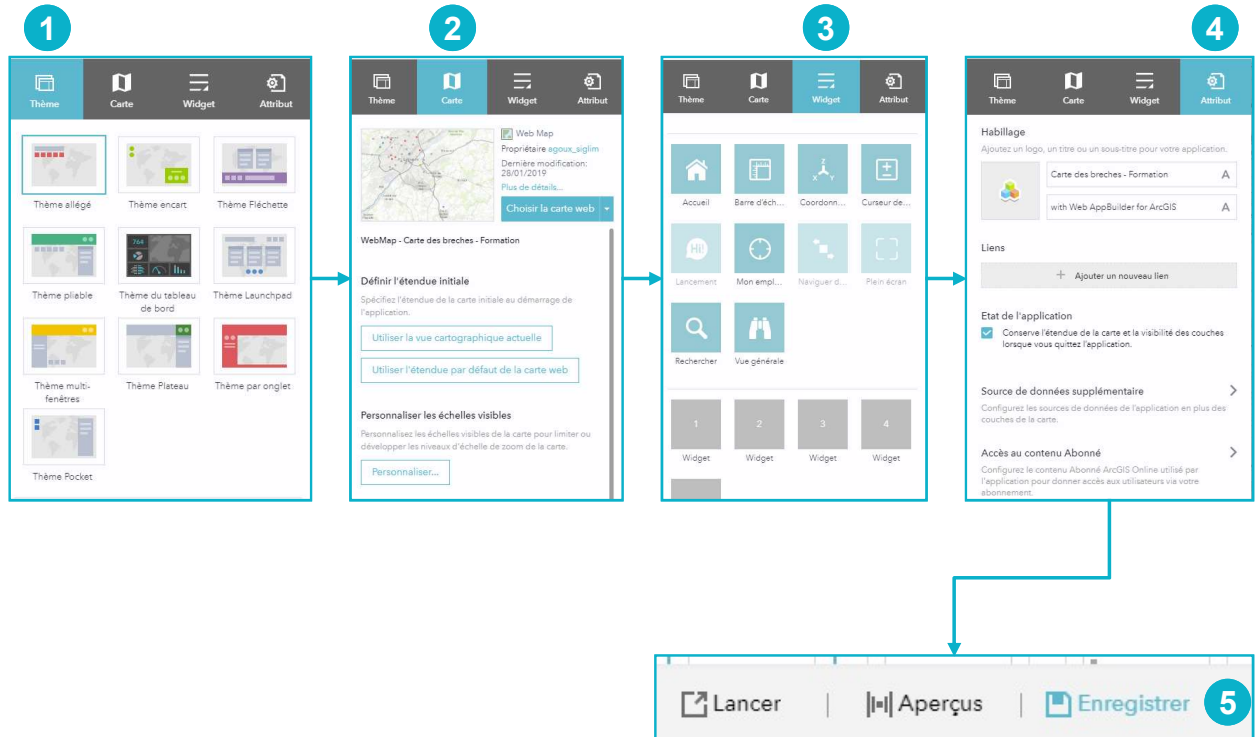 1
Thème
Carte
Widget
Attribut
Thème allégé
Thème encart
Thème Fléchette
764
Thème pliable
Thème du tableau
de bord
Thème Launchpad
Thème multi-
fenêtres
Thème Plateau
Thème par onglet
Thème Pocket
2
Thème
Carte
Widget
Attribut
Web Map
Propriétaire agoux_siglim
Dernière modification:
28/01/2019
Plus de détails...
Choisir la carte web
WebMap - Carte des breches - Formation
Définir l'étendue initiale
Spécifiez l'étendue de la carte initiale au démarrage de
l'application.
Utiliser la vue cartographique actuelle
Utiliser l'étendue par défaut de la carte web
Personnaliser les échelles visibles
Personnalisez les échelles visibles de la carte pour limiter ou
développer les niveaux d'échelle de zoom de la carte.
Personnaliser...
3
Thème
Carte
Widget
Attribut
Z
X Y
Accueil
Barre d'éch...
Coordonn...
Curseur de...
Hi!
Lancement
Mon empl...
Naviguer d...
Plein écran
Rechercher
Vue générale
1
2
3
4
Widget
Widget
Widget
Widget
4
Thème
Carte
Widget
Attribut
Habillage
Ajoutez un logo, un titre ou un sous-titre pour votre application.
Carte des breches - Formation A
with Web AppBuilder for ArcGIS A
Liens
+ Ajouter un nouveau lien
Etat de l'application
Conserve l'étendue de la carte et la visibilité des couches
lorsque vous quittez l'application.
Source de données supplémentaire
Configurez les sources de données de l'application en plus des
couches de la carte.
Accès au contenu Abonné
Configurez le contenu Abonné ArcGIS Online utilisé par
l'application pour donner accès aux utilisateurs via votre
abonnement.
Lancer | Aperçus | Enregistrer 5